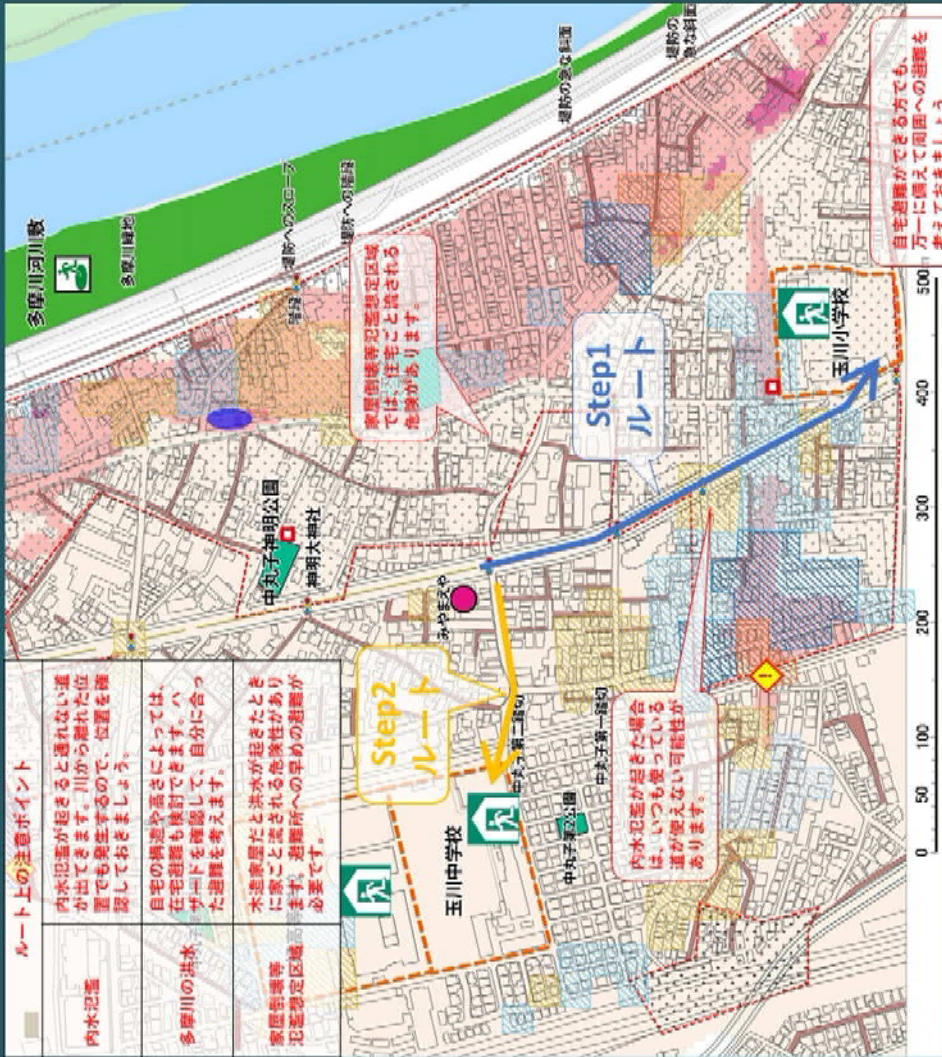 ルート上の注意ポイント
内水氾濫
内水氾濫が起きると通れない道
が出てきます。川から離れた位
置でも発生するので、位置を確
認しておきましょう。
多摩川の洪水
自宅の構造や高さによっては、
在宅避難も検討できます。ハ
ザードを確認して、自分に合っ
た避難を考えます。
家屋倒壊等
氾濫想定区域
木造家屋だと洪水が起きたとき
に家ごと流される危険性があり
ます。避難所への早めの避難が
必要です。
多摩川河川敷
多摩川緑地
堤防へのスロープ
階段
堤防への階段
堤防の急な斜面
堤防の
急な斜面
家屋倒壊等氾濫想定区域
では、住宅ごと流される
危険があります。
中丸子神明公園
神明大神社
みやまえや
Step1
ルート
Step2
ルート
玉川小学校
玉川中学校
中丸子第二踏切
中丸子第一踏切
中丸子東公園
内水氾濫が起きた場合
は、いつも使っている
道が使えない可能性が
あります。
自宅避難ができる方でも、
万一に備えて周囲への避難を
考えておきましょう
0
50
100
200
300
400
500
m